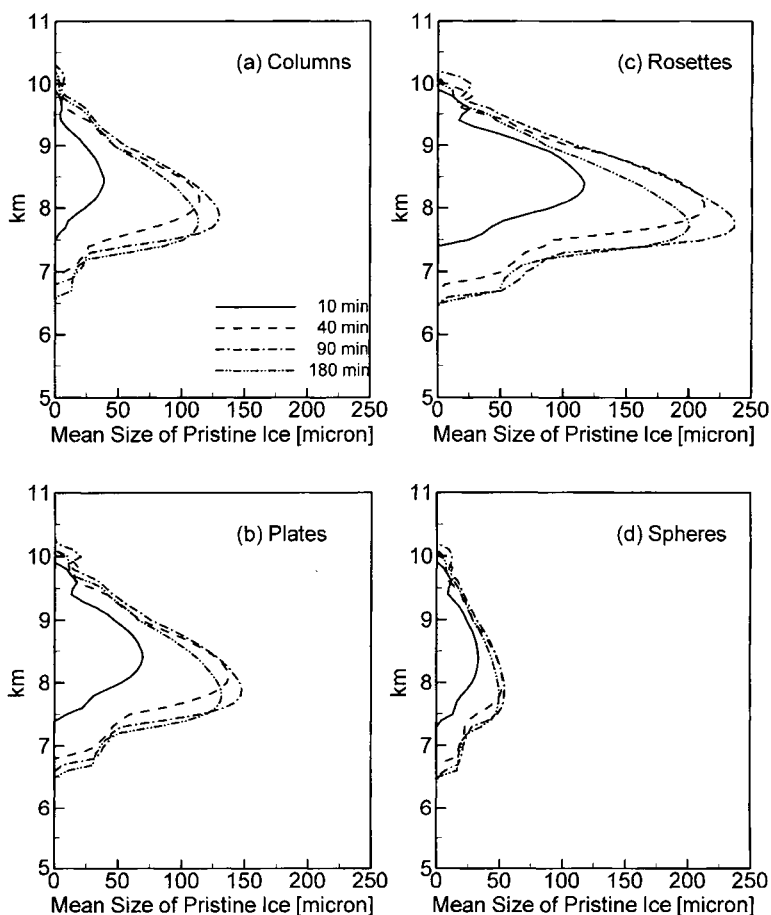 11
10
9
8
7
6
5
km
(a) Columns
10 min
40 min
90 min
180 min
0 50 100 150 200 250
Mean Size of Pristine Ice [micron]
11
10
9
8
7
6
5
km
(c) Rosettes
0 50 100 150 200 250
Mean Size of Pristine Ice [micron]
11
10
9
8
7
6
5
km
(b) Plates
0 50 100 150 200 250
Mean Size of Pristine Ice [micron]
11
10
9
8
7
6
5
km
(d) Spheres
0 50 100 150 200 250
Mean Size of Pristine Ice [micron]